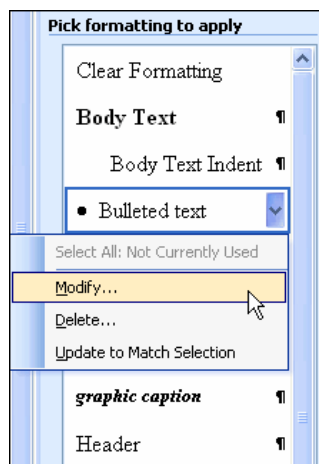 Pick formatting to apply
Clear Formatting
Body Text ¶
Body Text Indent ¶
• Bulleted text
Select All: Not Currently Used
Modify...
Delete...
Update to Match Selection
graphic caption ¶
Header ¶